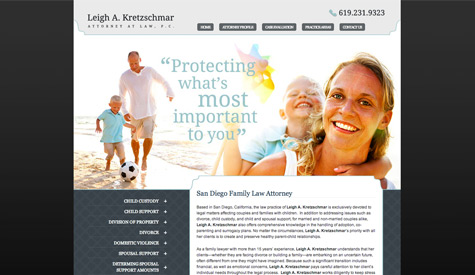 Leigh A. Kretzschmar
ATTORNEY AT LAW, P.C.
619.231.9323
HOME
ATTORNEY PROFILE
CASE EVALUATION
PRACTICE AREAS
CONTACT US
“Protecting
what’s
most
important
to you”
CHILD CUSTODY
CHILD SUPPORT
DIVISION OF PROPERTY
DIVORCE
DOMESTIC VIOLENCE
SPOUSAL SUPPORT
DETERMING SPOUSAL
SUPPORT AMOUNTS
San Diego Family Law Attorney
Based in San Diego, California, the law practice of Leigh A. Kretzschmar is exclusively devoted to
legal matters affecting couples and families with children. In addition to addressing issues such as
divorce, child custody, and child and spousal support for married and non-married couples alike,
Leigh A. Kretzschmar also offers comprehensive knowledge in the handling of adoption, co-
parenting and surrogacy plans. No matter the circumstances, Leigh A. Kretzschmar's priority with all
her clients is to create and preserve healthy parent-child relationships.
As a family lawyer with more than 15 years' experience, Leigh A. Kretzschmar understands that her
clients—whether they are facing divorce or building a family—are embarking on an uncertain future,
often different from one they might have imagined. Because such a significant transition includes
financial, as well as emotional concerns, Leigh A. Kretzschmar pays careful attention to her client's
individual needs throughout the legal process. Leigh A. Kretzschmar works diligently to keep stress